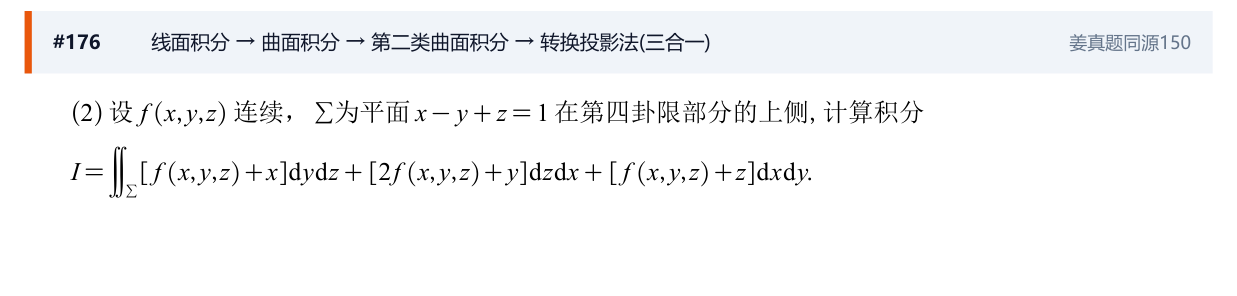 #176 线面积分 → 曲面积分 → 第二类曲面积分 → 转换投影法(三合一) 姜真题同源150
(2) 设 f(x,y,z) 连续， Σ为平面 x−y+z=1 在第四卦限部分的上侧, 计算积分
I=∬_Σ [f(x,y,z)+x]dydz+[2f(x,y,z)+y]dzdx+[f(x,y,z)+z]dxdy.